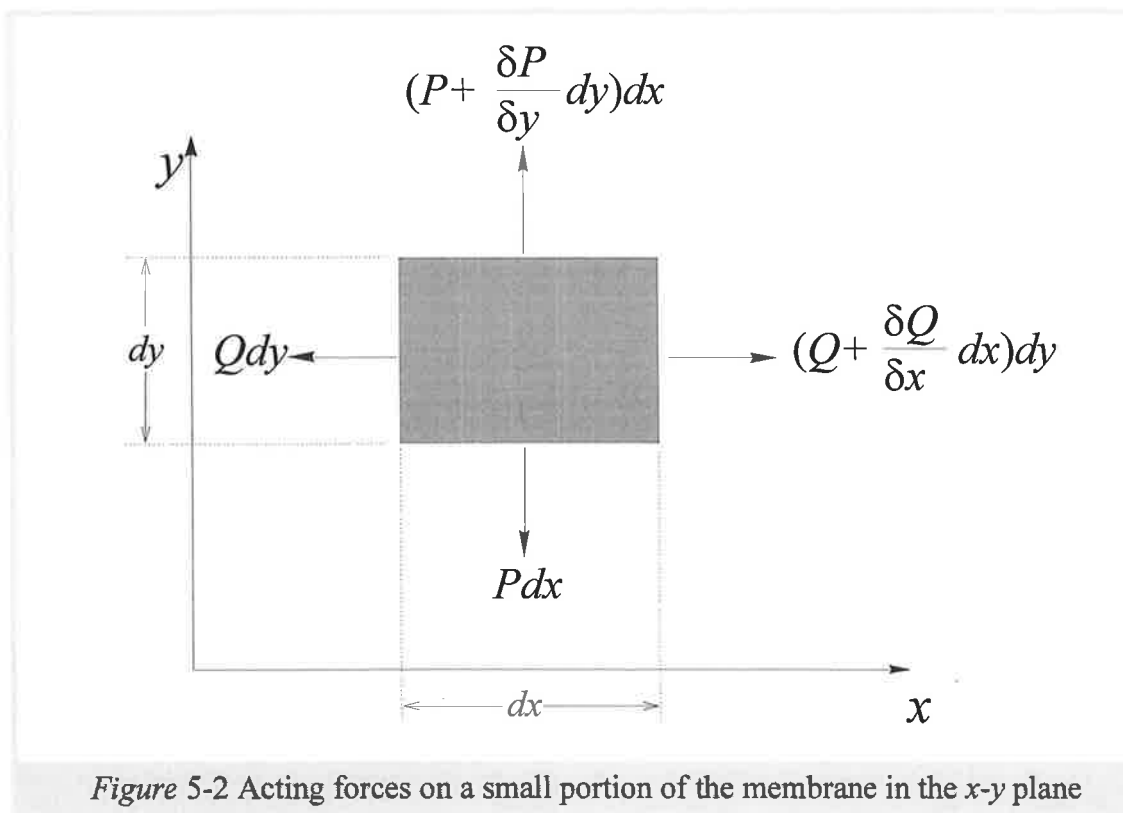 (P+ δP/δy dy)dx
y
dy
Qdy
(Q+ δQ/δx dx)dy
Pdx
dx
x
Figure 5-2 Acting forces on a small portion of the membrane in the x-y plane